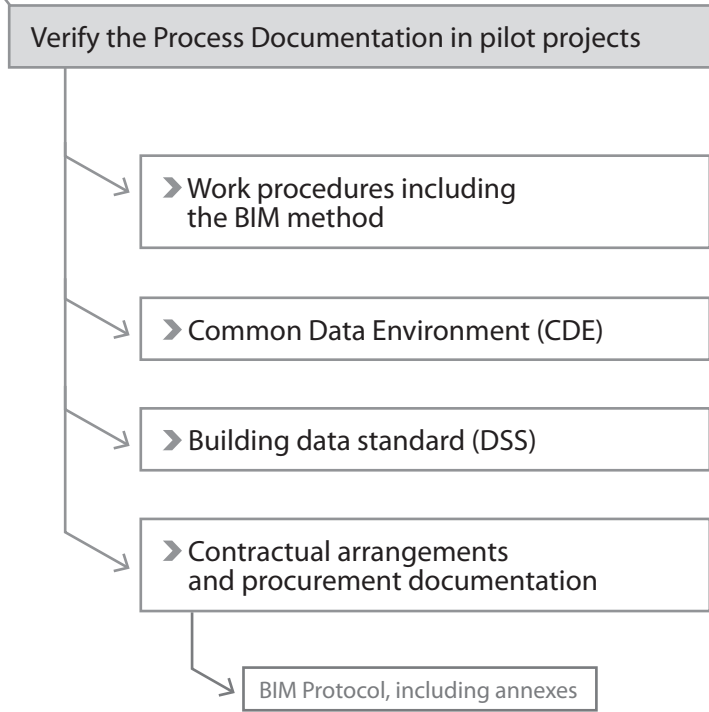 Verify the Process Documentation in pilot projects
Work procedures including
the BIM method
Common Data Environment (CDE)
Building data standard (DSS)
Contractual arrangements
and procurement documentation
BIM Protocol, including annexes